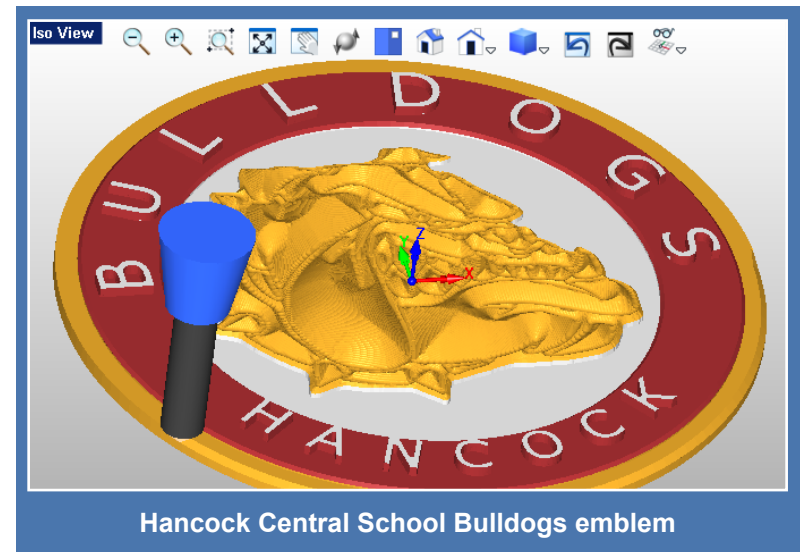 Iso View
BULLDOGS
Z
Y
X
HANCOCK
Hancock Central School Bulldogs emblem